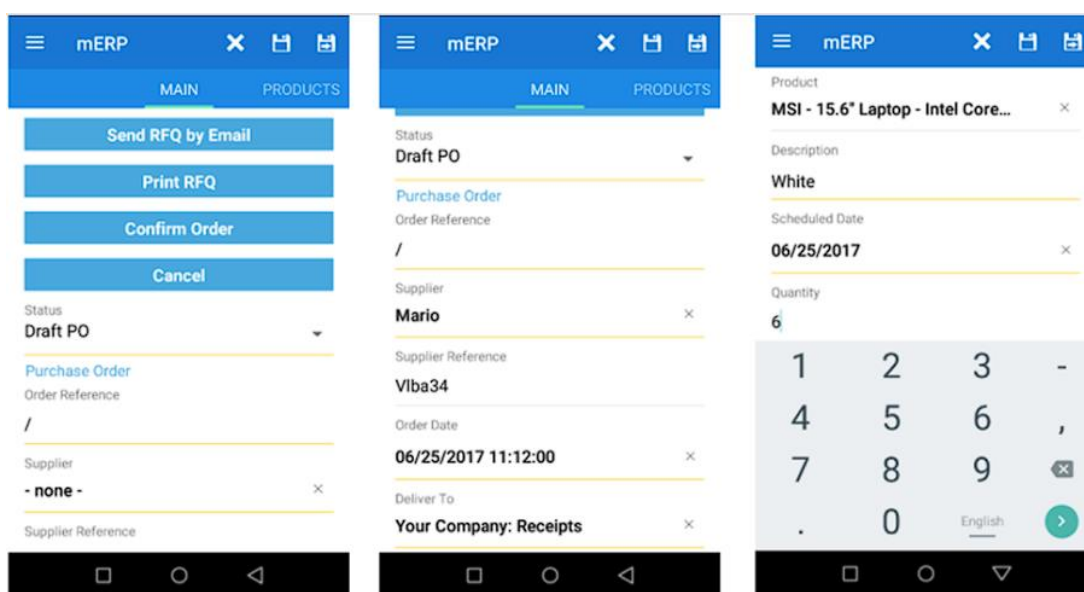 mERP
MAIN PRODUCTS
Send RFQ by Email
Print RFQ
Confirm Order
Cancel
Status
Draft PO
Purchase Order
Order Reference
/
Supplier
- none -
Supplier Reference
mERP
MAIN PRODUCTS
Status
Draft PO
Purchase Order
Order Reference
/
Supplier
Mario
Supplier Reference
Vlba34
Order Date
06/25/2017 11:12:00
Deliver To
Your Company: Receipts
mERP
Product
MSI - 15.6" Laptop - Intel Core...
Description
White
Scheduled Date
06/25/2017
Quantity
6
1 2 3 -
4 5 6 ,
7 8 9
. 0 English